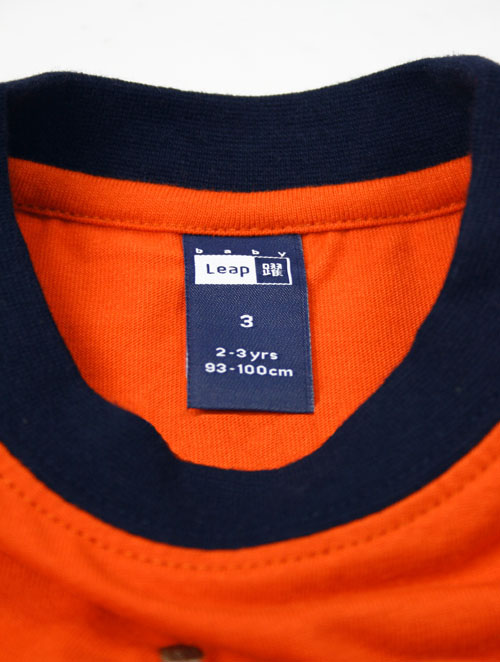 baby
Leap 躍
3
2-3yrs
93-100cm